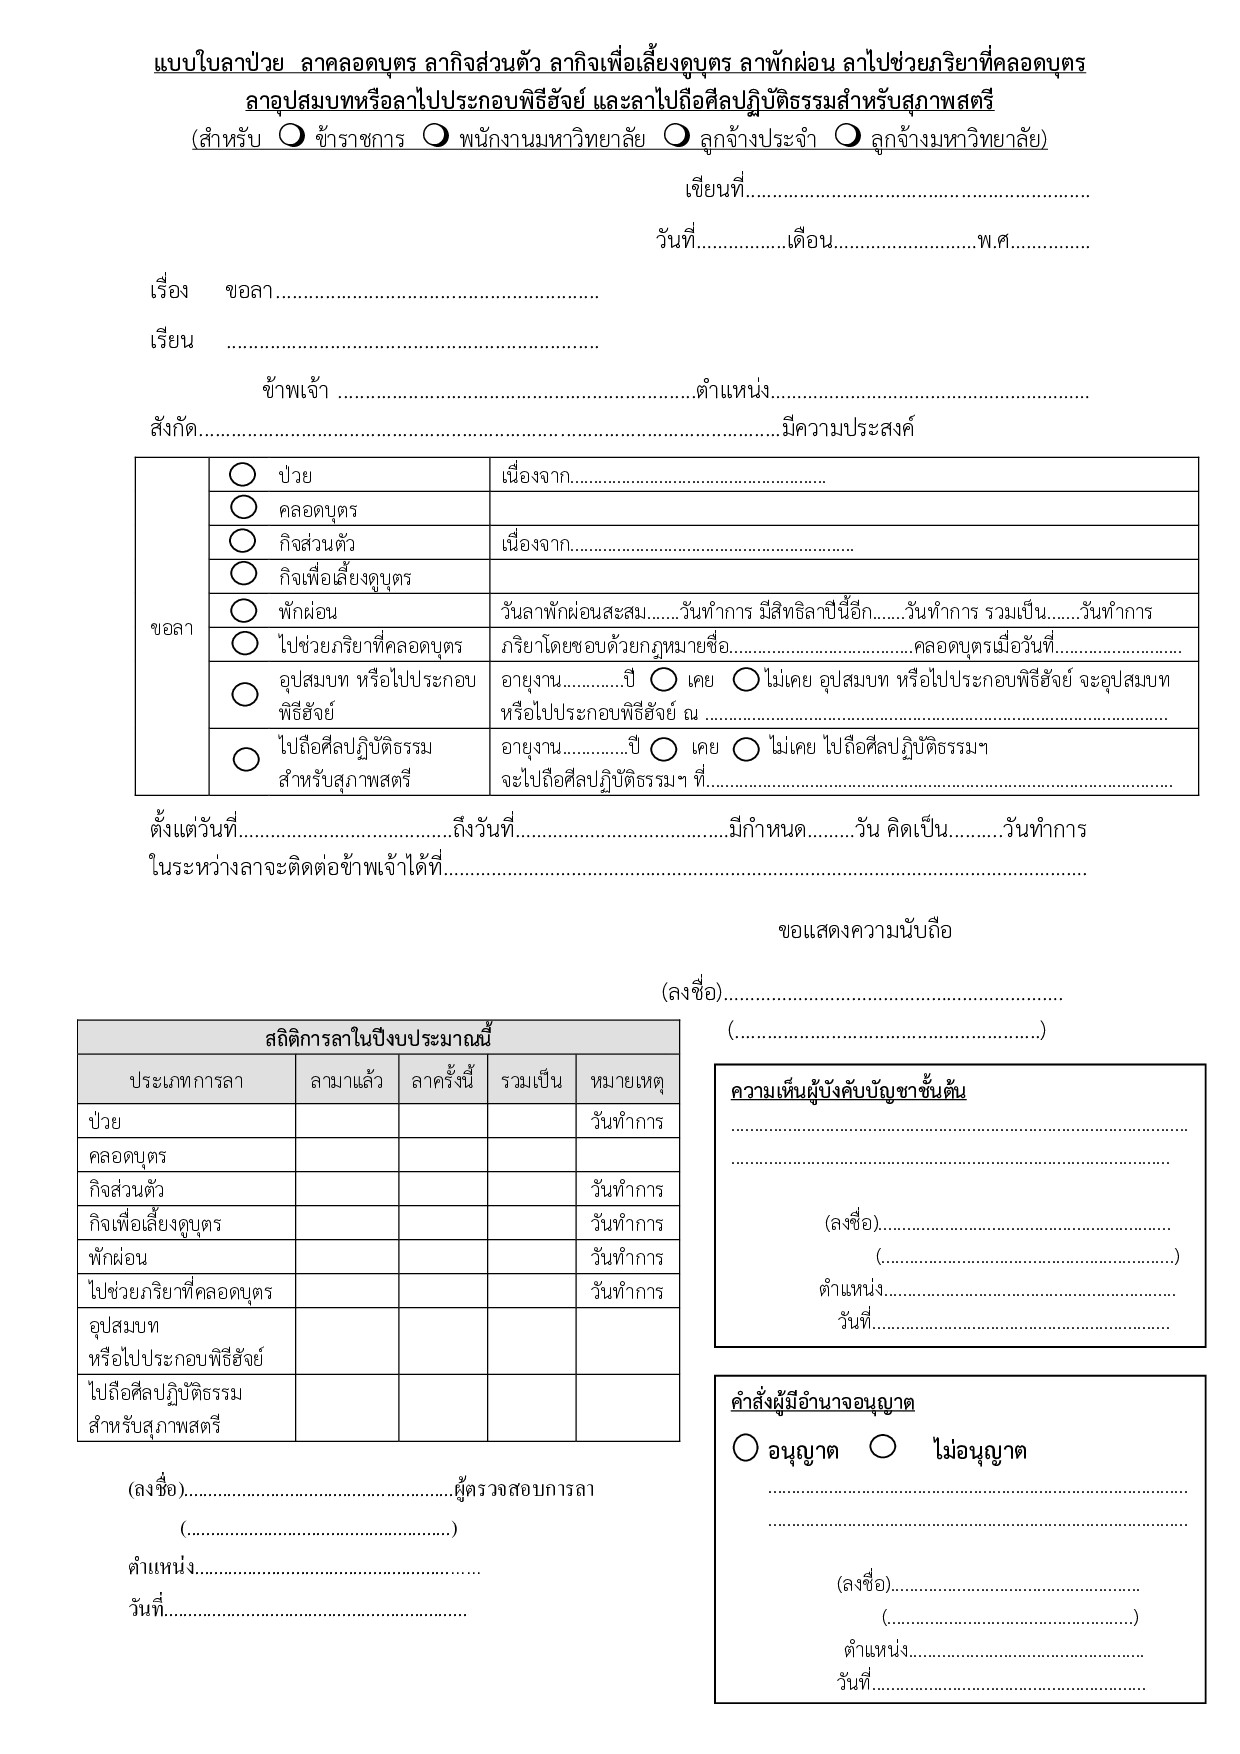 แบบใบลาป่วย ลาคลอดบุตร ลากิจส่วนตัว ลากิจเพื่อเลี้ยงดูบุตร ลาพักผ่อน ลาไปช่วยภริยาที่คลอดบุตร
ลาอุปสมบทหรือลาไปประกอบพิธีฮัจย์ และลาไปถือศีลปฏิบัติธรรมสำหรับสุภาพสตรี
(สำหรับ ❍ ข้าราชการ ❍ พนักงานมหาวิทยาลัย ❍ ลูกจ้างประจำ ❍ ลูกจ้างมหาวิทยาลัย)
เขียนที่................................................................
วันที่.................เดือน...........................พ.ศ...............
เรื่อง ขอลา............................................................
เรียน .....................................................................
ข้าพเจ้า ...................................................................ตำแหน่ง............................................................
สังกัด.............................................................................................................มีความประสงค์
ขอลา
ป่วย เนื่องจาก.......................................................
คลอดบุตร
กิจส่วนตัว เนื่องจาก.............................................................
กิจเพื่อเลี้ยงดูบุตร
พักผ่อน วันลาพักผ่อนสะสม.......วันทำการ มีสิทธิลาปีนี้อีก.......วันทำการ รวมเป็น.......วันทำการ
ไปช่วยภริยาที่คลอดบุตร ภริยาโดยชอบด้วยกฎหมายชื่อ.......................................คลอดบุตรเมื่อวันที่...........................
อุปสมบท หรือไปประกอบ อายุงาน.............ปี เคย ไม่เคย อุปสมบท หรือไปประกอบพิธีฮัจย์ จะอุปสมบท
พิธีฮัจย์ หรือไปประกอบพิธีฮัจย์ ณ ..................................................................................................
ไปถือศีลปฏิบัติธรรม อายุงาน..............ปี เคย ไม่เคย ไปถือศีลปฏิบัติธรรมฯ
สำหรับสุภาพสตรี จะไปถือศีลปฏิบัติธรรมฯ ที่...................................................................................................
ตั้งแต่วันที่........................................ถึงวันที่........................................มีกำหนด.........วัน คิดเป็น..........วันทำการ
ในระหว่างลาจะติดต่อข้าพเจ้าได้ที่.........................................................................................................................
ขอแสดงความนับถือ
(ลงชื่อ)................................................................
(.........................................................)
สถิติการลาในปีงบประมาณนี้
ประเภทการลา ลามาแล้ว ลาครั้งนี้ รวมเป็น หมายเหตุ
ป่วย วันทำการ
คลอดบุตร
กิจส่วนตัว วันทำการ
กิจเพื่อเลี้ยงดูบุตร วันทำการ
พักผ่อน วันทำการ
ไปช่วยภริยาที่คลอดบุตร วันทำการ
อุปสมบท
หรือไปประกอบพิธีฮัจย์
ไปถือศีลปฏิบัติธรรม
สำหรับสุภาพสตรี
(ลงชื่อ).........................................................ผู้ตรวจสอบการลา
(........................................................)
ตำแหน่ง............................................................
วันที่................................................................
ความเห็นผู้บังคับบัญชาชั้นต้น
.................................................................................................
.............................................................................................
(ลงชื่อ)..............................................................
(..............................................................)
ตำแหน่ง..............................................................
วันที่...............................................................
คำสั่งผู้มีอำนาจอนุญาต
อนุญาต ไม่อนุญาต
.........................................................................................
.........................................................................................
(ลงชื่อ).....................................................
(....................................................)
ตำแหน่ง..................................................
วันที่..........................................................